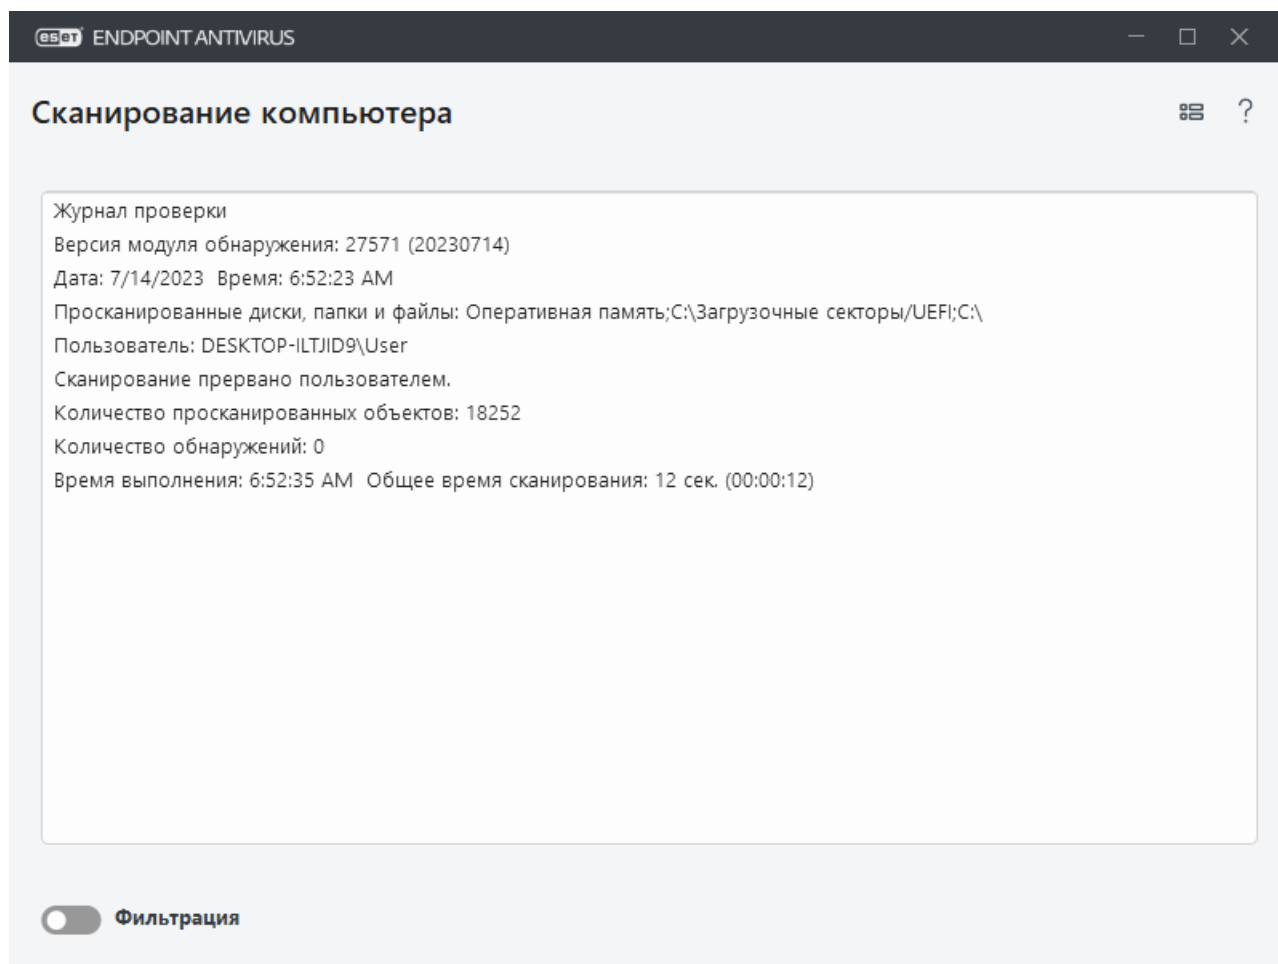 eset ENDPOINT ANTIVIRUS
Сканирование компьютера
Журнал проверки
Версия модуля обнаружения: 27571 (20230714)
Дата: 7/14/2023 Время: 6:52:23 AM
Просканированные диски, папки и файлы: Оперативная память;C:\Загрузочные секторы/UEFI;C:\
Пользователь: DESKTOP-ILTJID9\User
Сканирование прервано пользователем.
Количество просканированных объектов: 18252
Количество обнаружений: 0
Время выполнения: 6:52:35 AM Общее время сканирования: 12 сек. (00:00:12)
Фильтрация